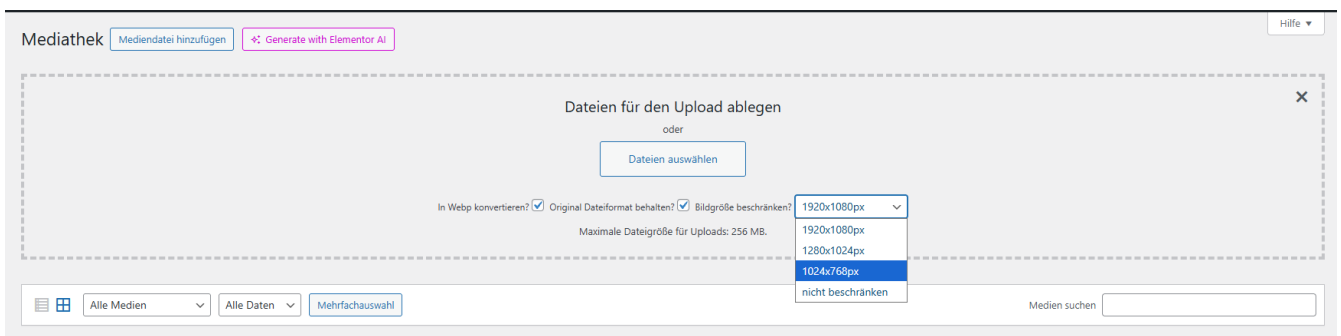 Hilfe ▼
Mediathek Mediendatei hinzufügen Generate with Elementor AI
Dateien für den Upload ablegen
oder
Dateien auswählen
In Webp konvertieren? Original Dateiformat behalten? Bildgröße beschränken? 1920x1080px
Maximale Dateigröße für Uploads: 256 MB.
1920x1080px
1280x1024px
1024x768px
nicht beschränken
Alle Medien Alle Daten Mehrfachauswahl Medien suchen